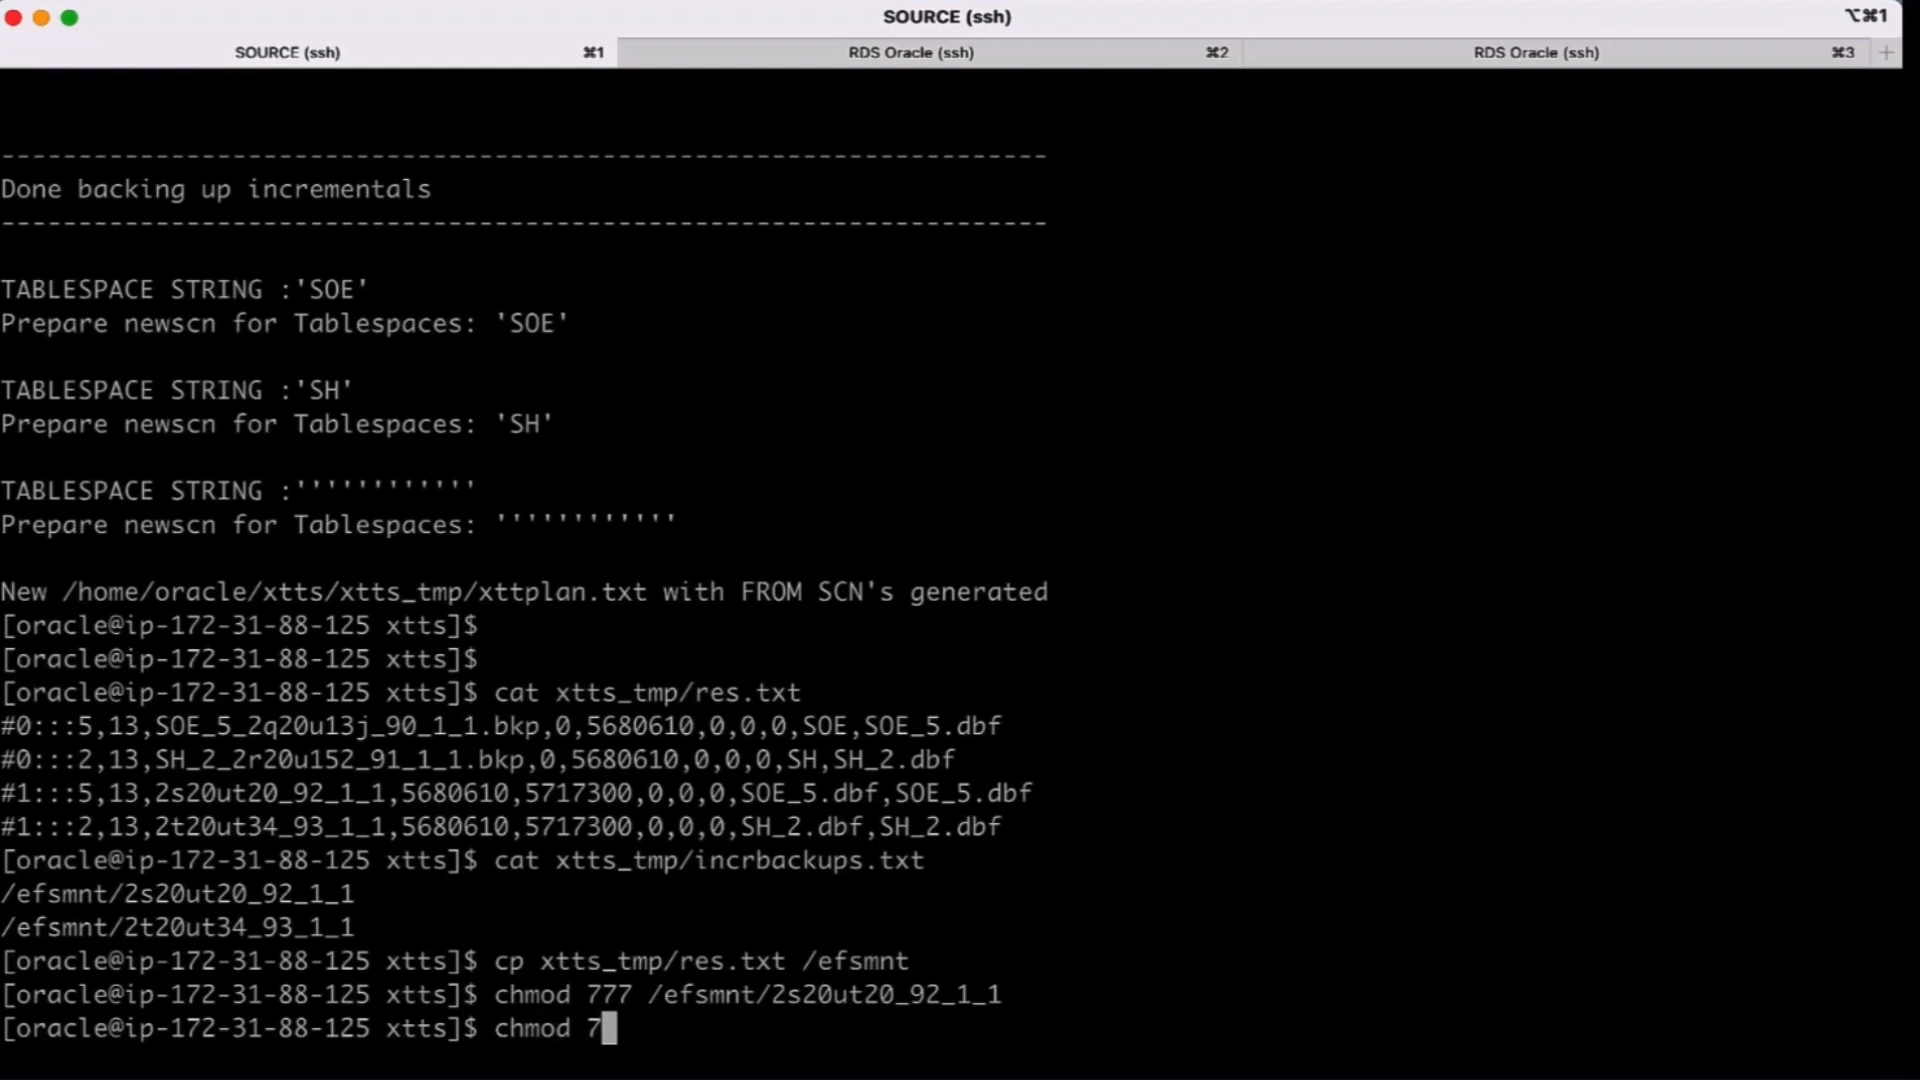 SOURCE (ssh)
⌥⌘1
SOURCE (ssh) ⌘1 RDS Oracle (ssh) ⌘2 RDS Oracle (ssh) ⌘3 +
--------------------------------------------------------------------
Done backing up incrementals
--------------------------------------------------------------------
TABLESPACE STRING :'SOE'
Prepare newscn for Tablespaces: 'SOE'
TABLESPACE STRING :'SH'
Prepare newscn for Tablespaces: 'SH'
TABLESPACE STRING :''''''''''''
Prepare newscn for Tablespaces: ''''''''''''
New /home/oracle/xtts/xtts_tmp/xttplan.txt with FROM SCN's generated
[oracle@ip-172-31-88-125 xtts]$
[oracle@ip-172-31-88-125 xtts]$
[oracle@ip-172-31-88-125 xtts]$ cat xtts_tmp/res.txt
#0:::5,13,SOE_5_2q20u13j_90_1_1.bkp,0,5680610,0,0,0,SOE,SOE_5.dbf
#0:::2,13,SH_2_2r20u152_91_1_1.bkp,0,5680610,0,0,0,SH,SH_2.dbf
#1:::5,13,2s20ut20_92_1_1,5680610,5717300,0,0,0,SOE_5.dbf,SOE_5.dbf
#1:::2,13,2t20ut34_93_1_1,5680610,5717300,0,0,0,SH_2.dbf,SH_2.dbf
[oracle@ip-172-31-88-125 xtts]$ cat xtts_tmp/incrbackups.txt
/efsmnt/2s20ut20_92_1_1
/efsmnt/2t20ut34_93_1_1
[oracle@ip-172-31-88-125 xtts]$ cp xtts_tmp/res.txt /efsmnt
[oracle@ip-172-31-88-125 xtts]$ chmod 777 /efsmnt/2s20ut20_92_1_1
[oracle@ip-172-31-88-125 xtts]$ chmod 7